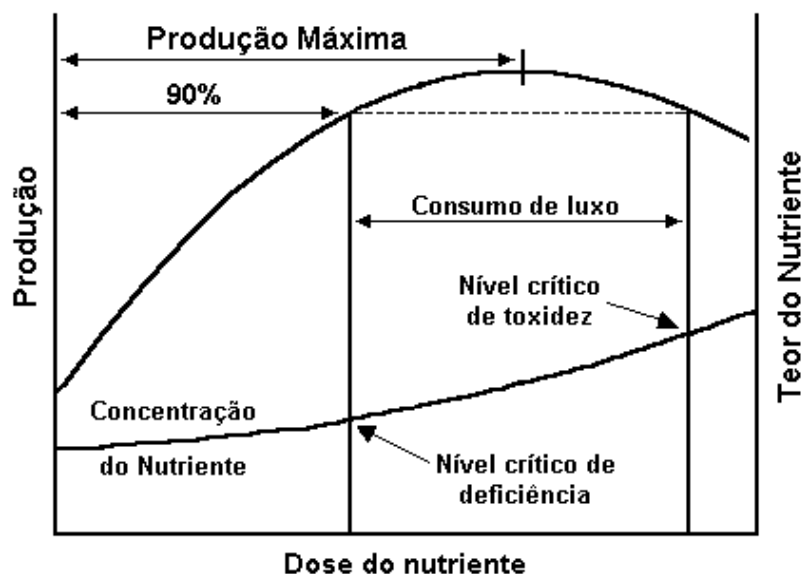 Produção Máxima
90%
Produção
Consumo de luxo
Teor do Nutriente
Nível crítico
de toxidez
Concentração
do Nutriente
Nível crítico de
deficiência
Dose do nutriente